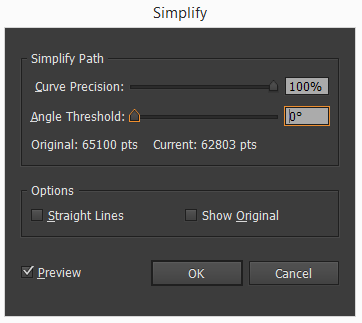 Simplify
Simplify Path
Curve Precision: 100%
Angle Threshold: 0°
Original: 65100 pts Current: 62803 pts
Options
Straight Lines Show Original
Preview OK Cancel